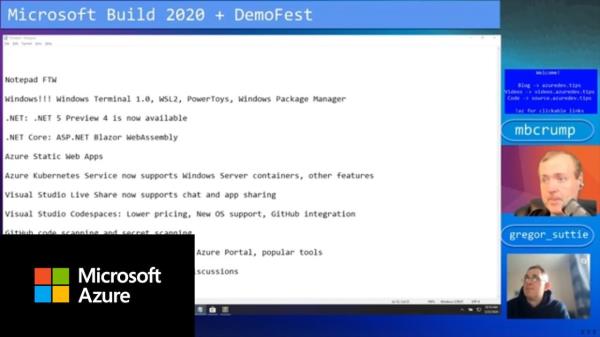 Microsoft Build 2020 + DemoFest
Notepad FTW
Windows!!! Windows Terminal 1.0, WSL2, PowerToys, Windows Package Manager
.NET: .NET 5 Preview 4 is now available
.NET Core: ASP.NET Blazor WebAssembly
Azure Static Web Apps
Azure Kubernetes Service now supports Windows Server containers, other features
Visual Studio Live Share now supports chat and app sharing
Visual Studio Codespaces: Lower pricing, New OS support, GitHub integration
GitHub code scanning and secret scanning
Azure Portal, popular tools
Microsoft
Azure
Welcome!
Blog -> azuredev.tips
Videos -> videos.azuredev.tips
Code -> source.azuredev.tips
for clickable links
mbcrump
gregor_suttie